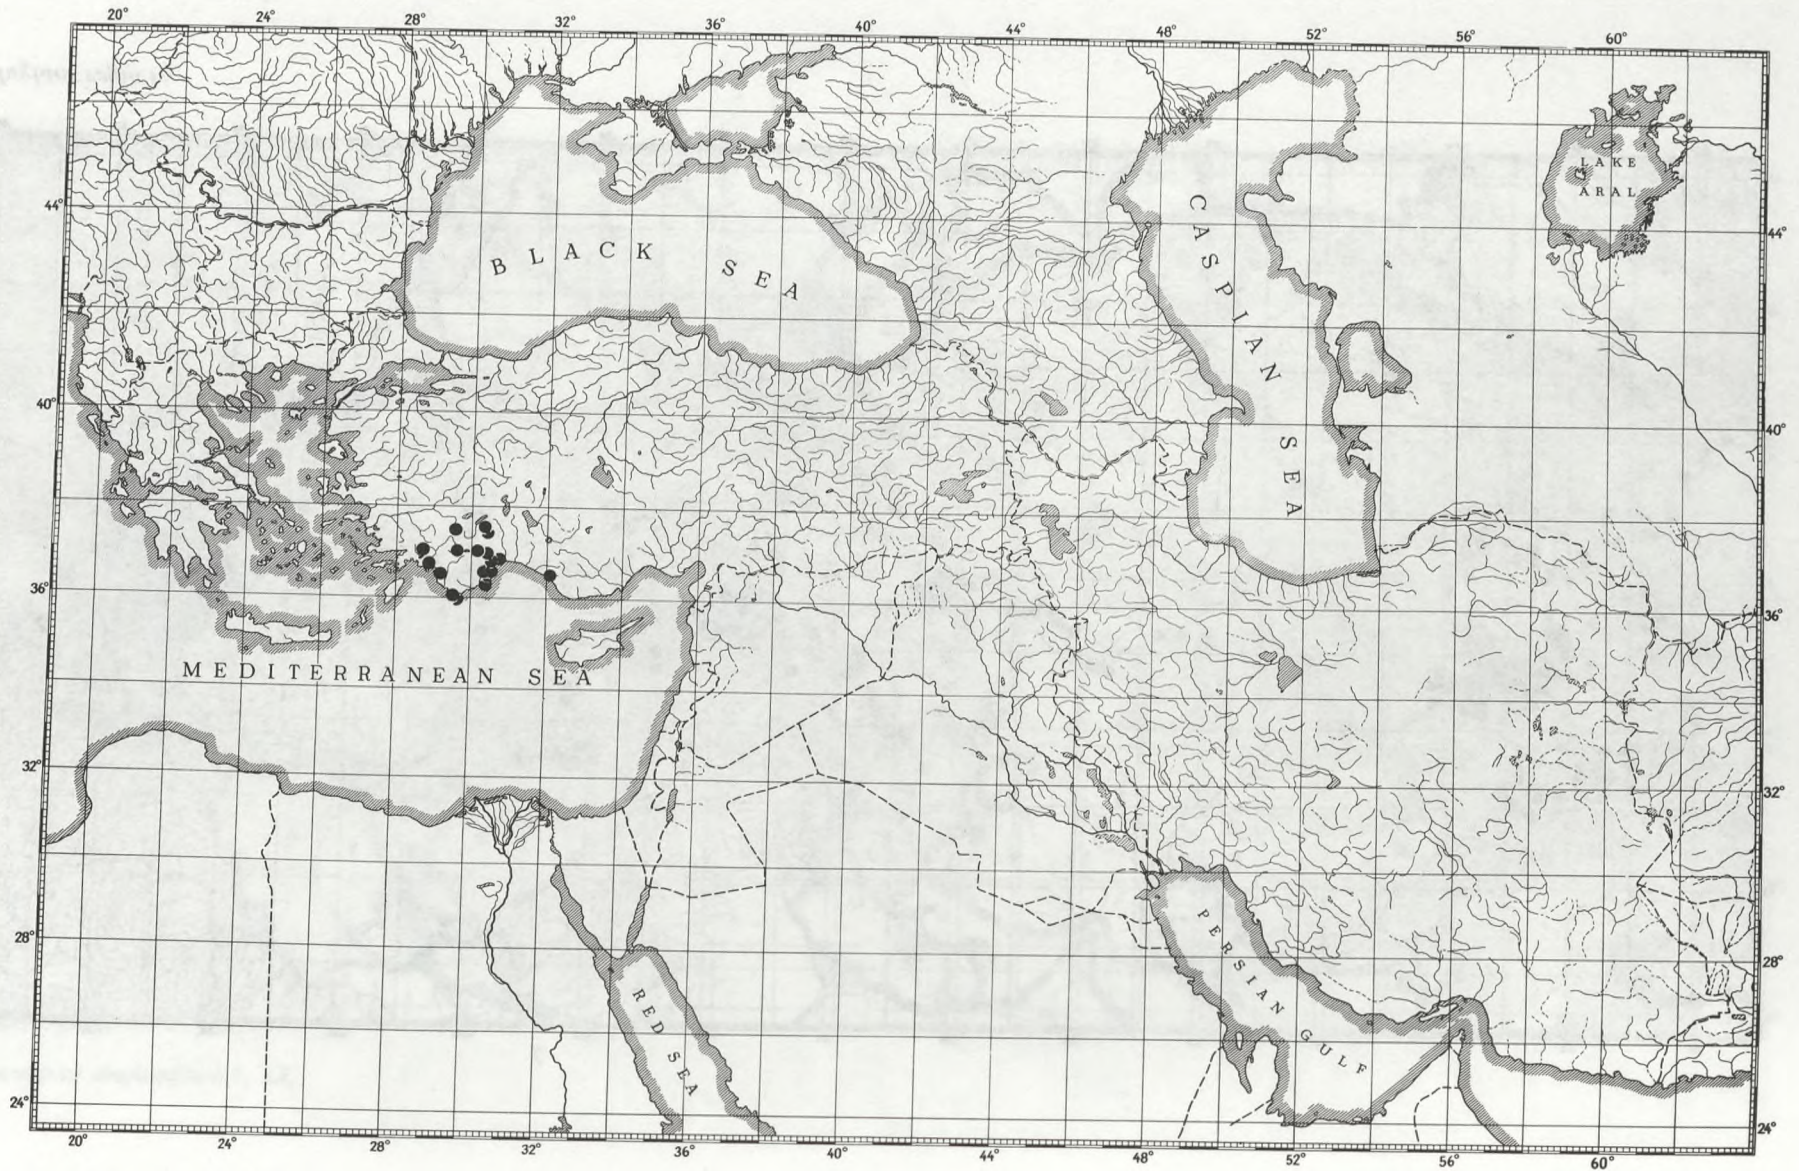 20° 24° 28° 32° 36° 40° 44° 48° 52° 56° 60°
LAKE
ARAL
44° 44°
BLACK SEA
CASPIAN SEA
40° 40°
36° 36°
MEDITERRANEAN SEA
32° 32°
28° 28°
PERSIAN GULF
RED SEA
24° 24°
20° 24° 28° 32° 36° 40° 44° 48° 52° 56° 60°